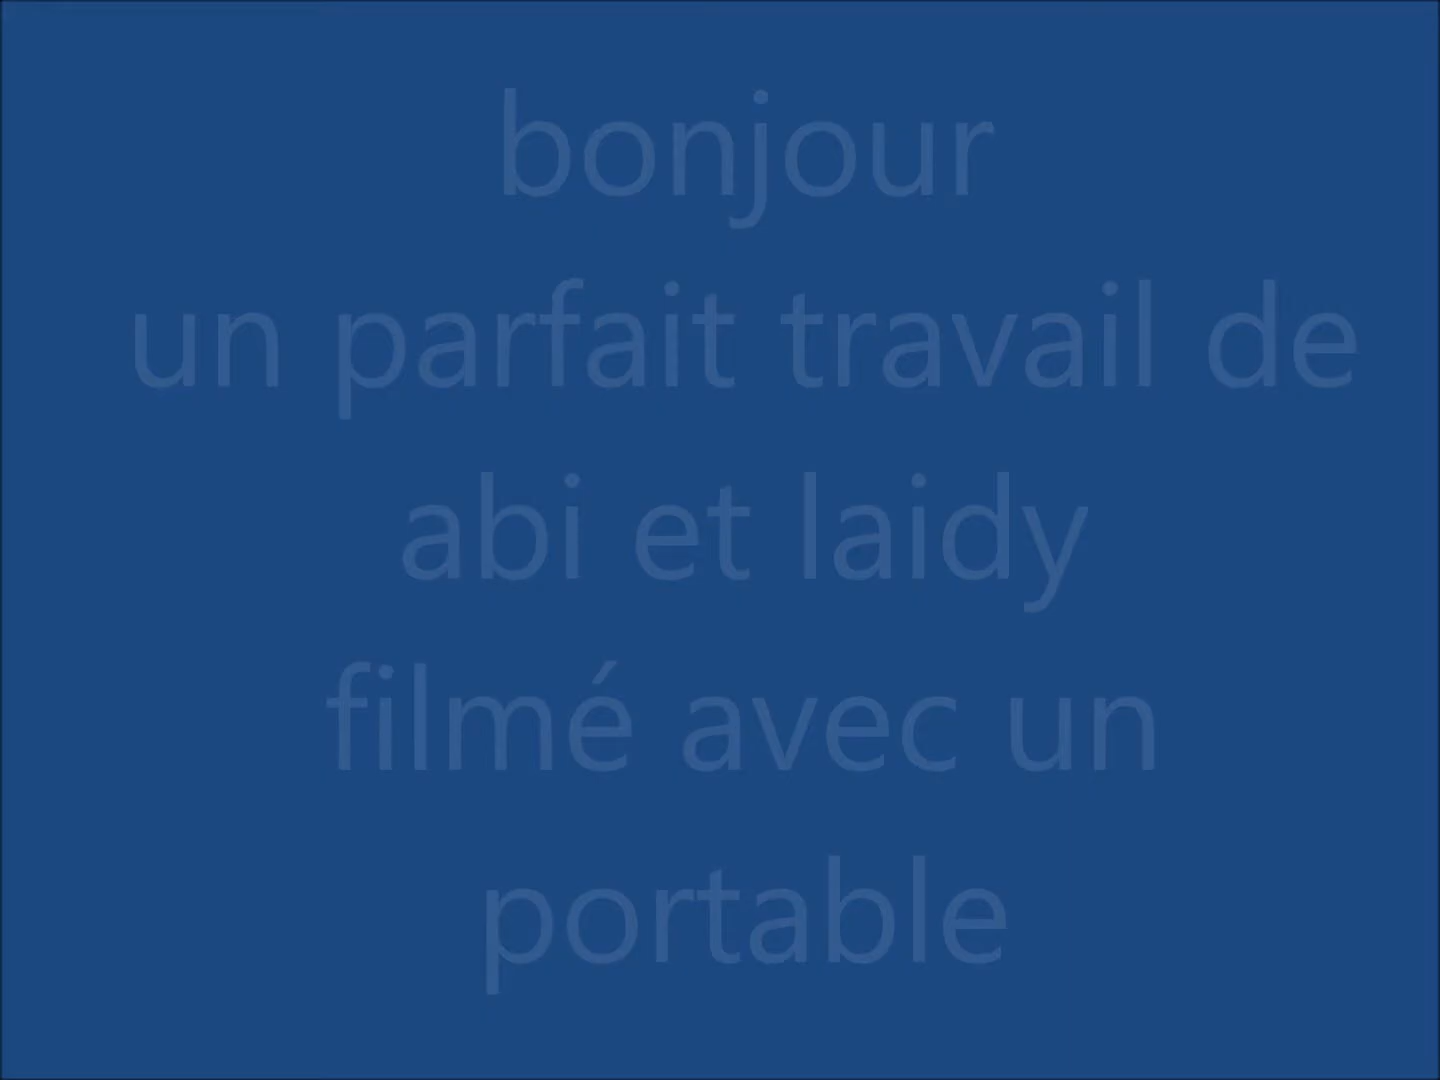 bonjour
un parfait travail de
abi et laidy
filmé avec un
portable